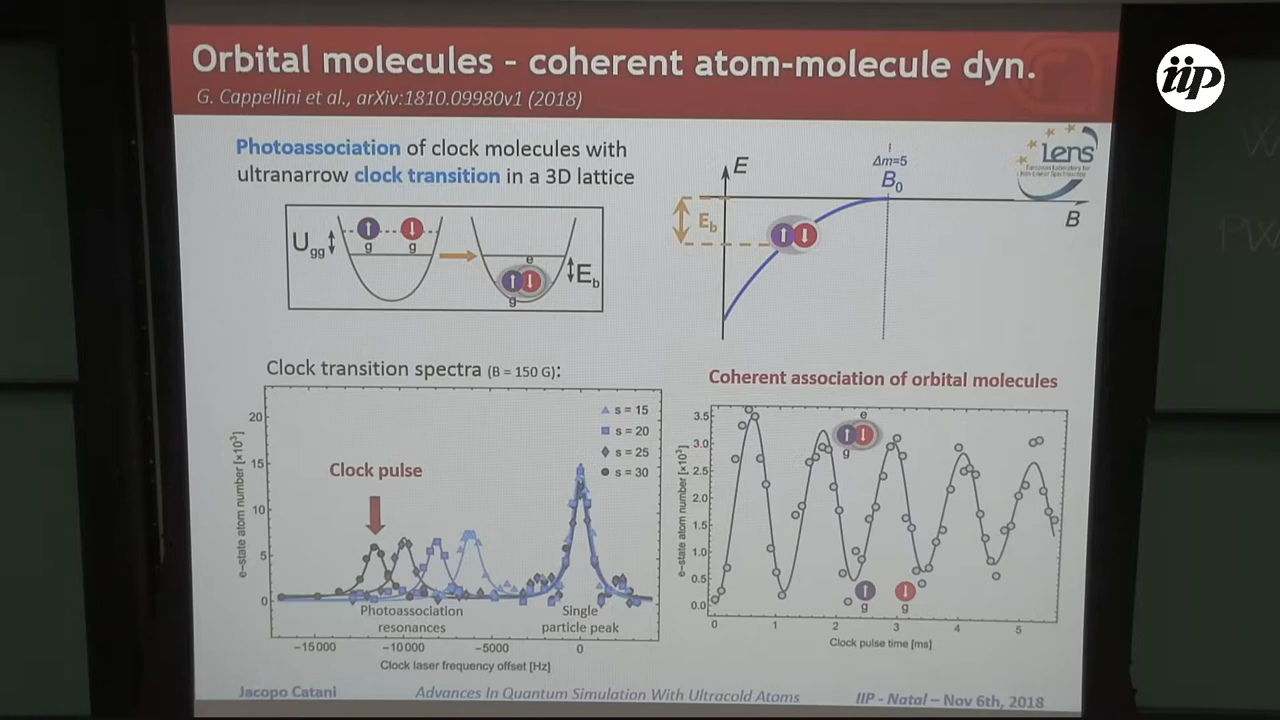 Orbital molecules - coherent atom-molecule dyn.
G. Cappellini et al., arXiv:1810.09980v1 (2018)
iip
Photoassociation of clock molecules with
ultranarrow clock transition in a 3D lattice
Ugg
g
g
e
g
Eb
E
Eb
Δm=5
B0
B
Lens
Clock transition spectra (B = 150 G):
e-state atom number [×10³]
20
15
10
5
0
s = 15
s = 20
s = 25
s = 30
Clock pulse
Photoassociation
resonances
Single
particle peak
−15000
−10000
−5000
0
Clock laser frequency offset [Hz]
Coherent association of orbital molecules
e-state atom number [×10³]
3.5
3.0
2.5
2.0
1.5
1.0
0.5
0.0
e
g
g
g
0
1
2
3
4
5
Clock pulse time [ms]
Jacopo Catani
Advances In Quantum Simulation With Ultracold Atoms
IIP - Natal – Nov 6th, 2018